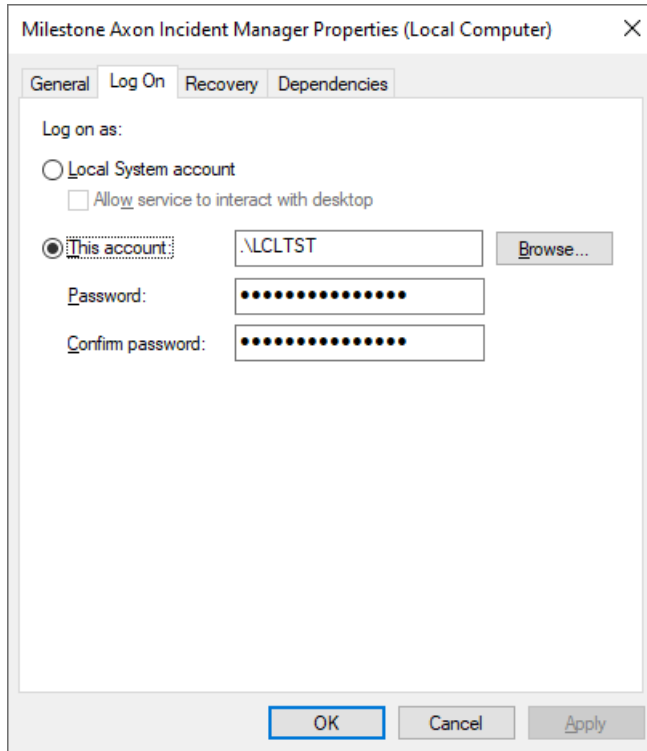 Milestone Axon Incident Manager Properties (Local Computer)
General Log On Recovery Dependencies
Log on as:
Local System account
Allow service to interact with desktop
This account: .\LCLTST Browse...
Password: •••••••••••••••
Confirm password: •••••••••••••••
OK Cancel Apply